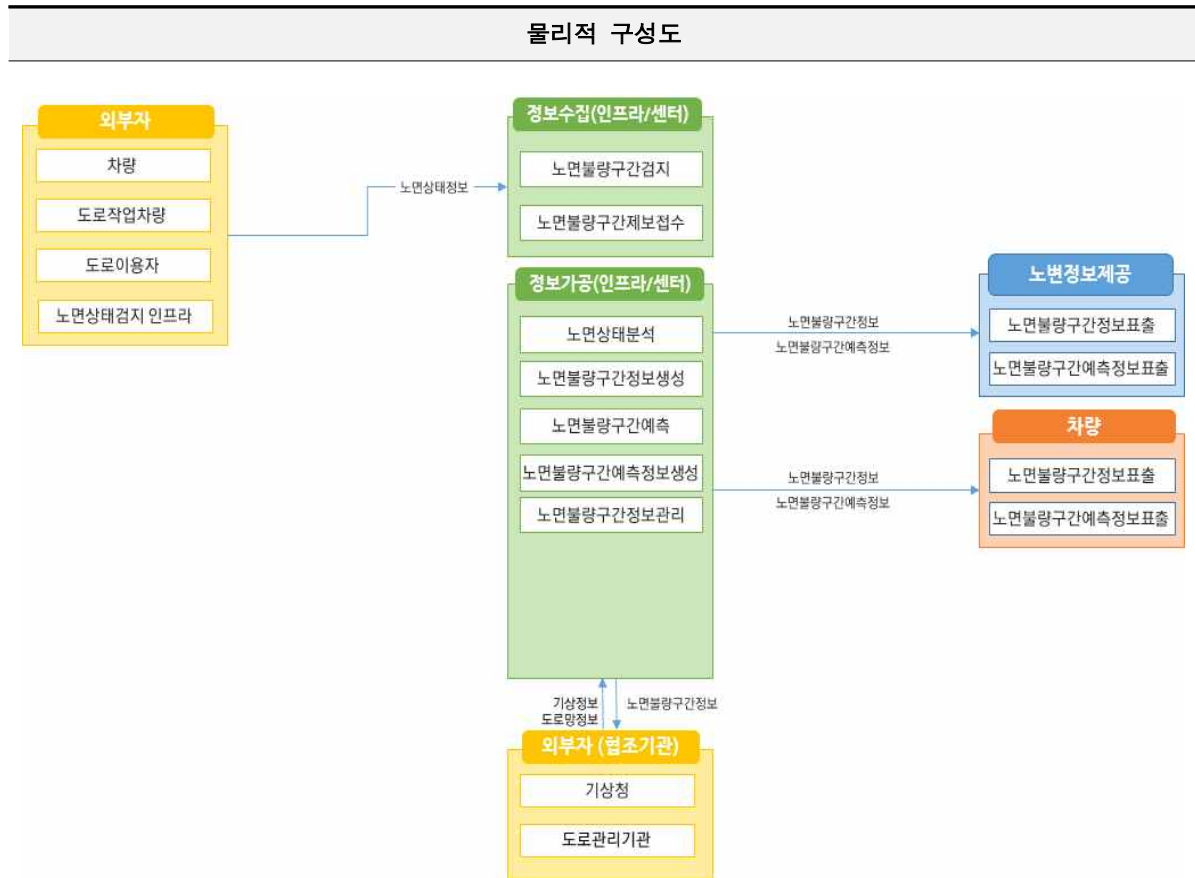 물리적 구성도
외부자
차량
도로작업차량
도로이용자
노면상태검지 인프라
노면상태정보
정보수집(인프라/센터)
노면불량구간검지
노면불량구간제보접수
정보가공(인프라/센터)
노면상태분석
노면불량구간정보생성
노면불량구간예측
노면불량구간예측정보생성
노면불량구간정보관리
노면불량구간정보
노면불량구간예측정보
노변정보제공
노면불량구간정보표출
노면불량구간예측정보표출
노면불량구간정보
노면불량구간예측정보
차량
노면불량구간정보표출
노면불량구간예측정보표출
기상정보
도로망정보
노면불량구간정보
외부자 (협조기관)
기상청
도로관리기관